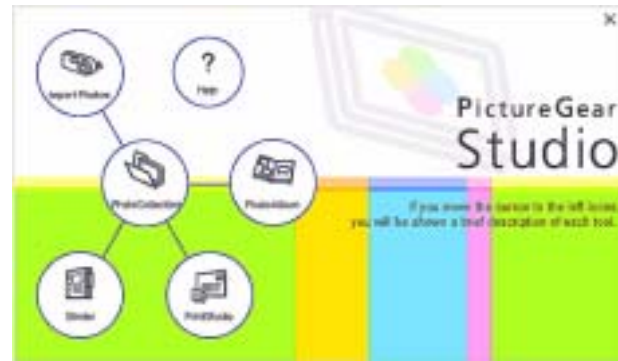 Import Photos
?
Help
PictureGear
Studio
PhotoCollection
PhotoAlbum
If you move the cursor to the left icons,
you will be shown a brief description of each tool.
Binder
PrintStudio